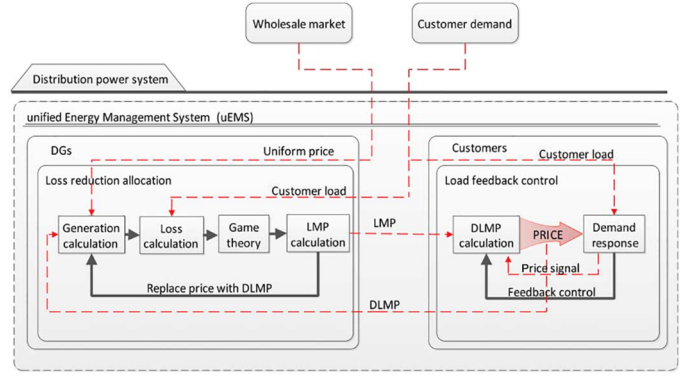 Wholesale market
Customer demand
Distribution power system
unified Energy Management System (uEMS)
DGs
Uniform price
Customers
Customer load
Loss reduction allocation
Customer load
Load feedback control
Generation
calculation
Loss
calculation
Game
theory
LMP
calculation
LMP
DLMP
calculation
PRICE
Demand
response
Price signal
Replace price with DLMP
Feedback control
DLMP